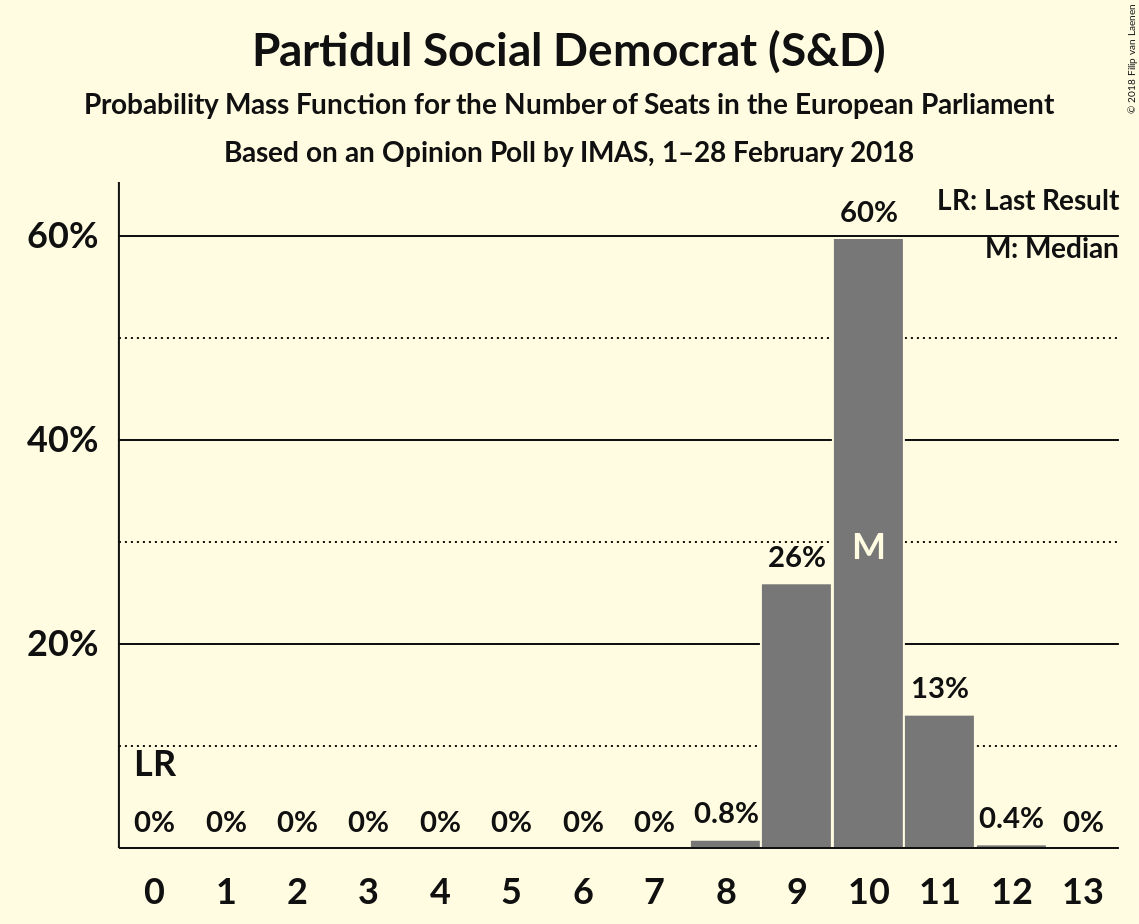 Partidul Social Democrat (S&D)
Probability Mass Function for the Number of Seats in the European Parliament
Based on an Opinion Poll by IMAS, 1–28 February 2018
© 2018 Filip van Laenen
LR: Last Result
M: Median
60%
40%
20%
LR
0% 0% 0% 0% 0% 0% 0% 0% 0.8% 26% 60% 13% 0.4% 0%
M
0 1 2 3 4 5 6 7 8 9 10 11 12 13